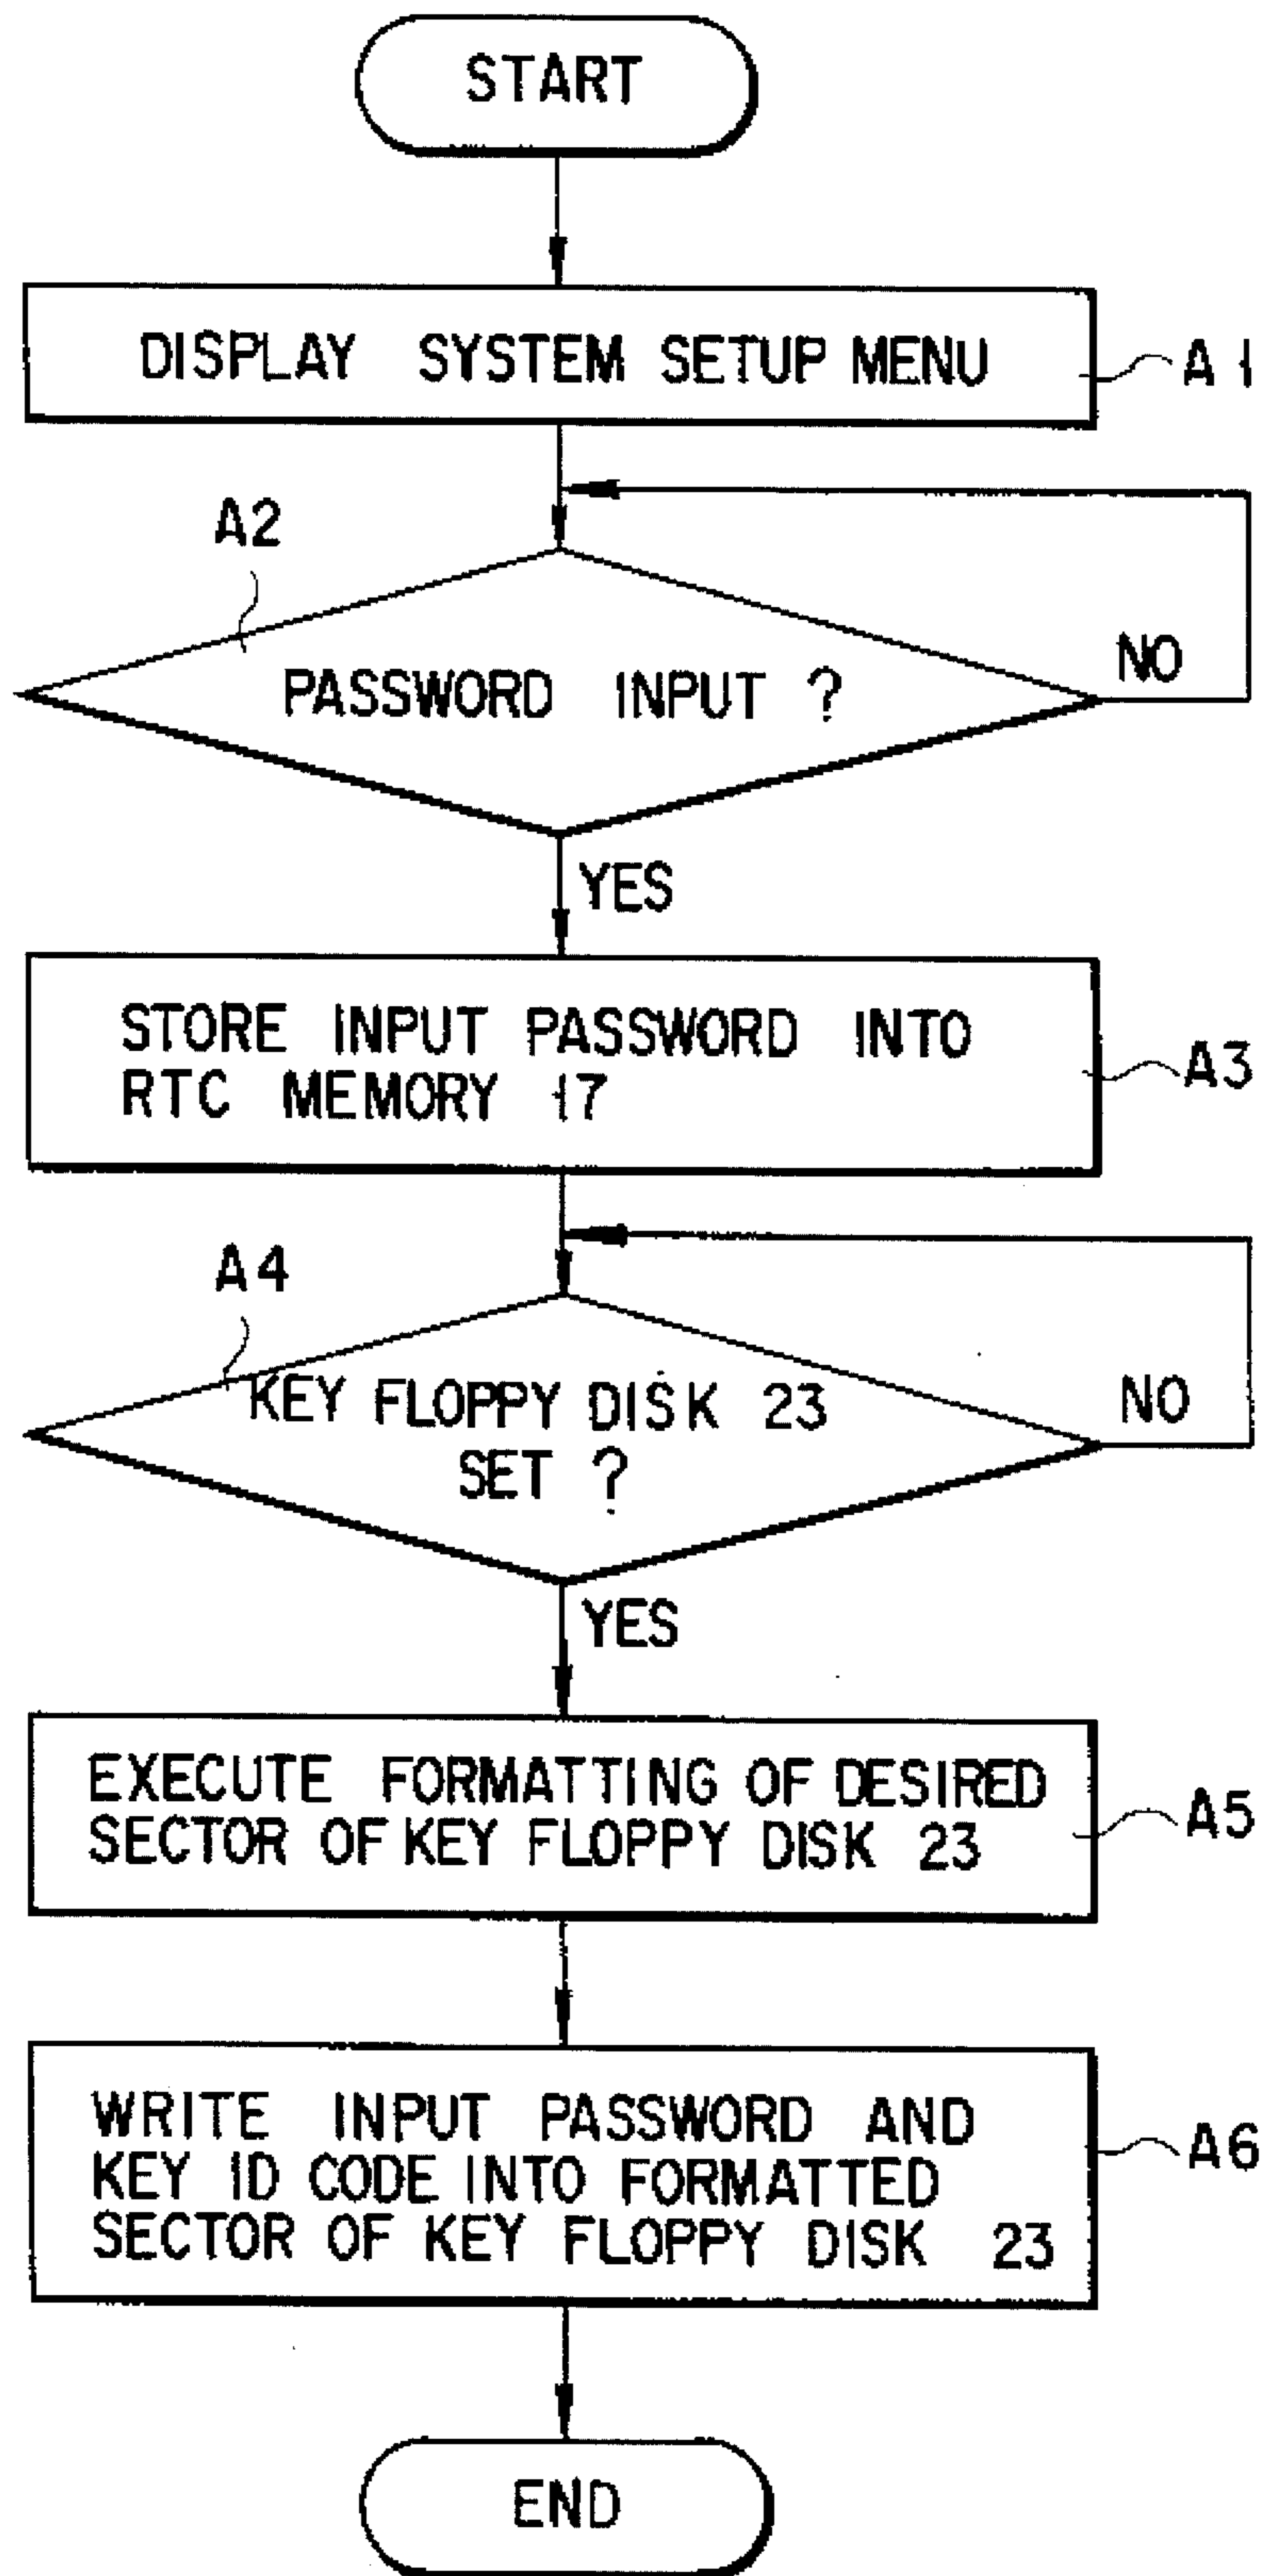 START
DISPLAY SYSTEM SETUP MENU
A1
A2
PASSWORD INPUT ?
NO
YES
STORE INPUT PASSWORD INTO
RTC MEMORY 17
A3
A4
KEY FLOPPY DISK 23
SET ?
NO
YES
EXECUTE FORMATTING OF DESIRED
SECTOR OF KEY FLOPPY DISK 23
A5
WRITE INPUT PASSWORD AND
KEY ID CODE INTO FORMATTED
SECTOR OF KEY FLOPPY DISK 23
A6
END